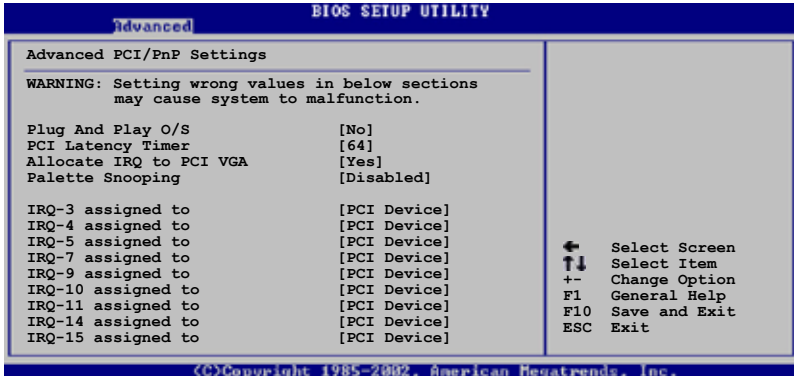 BIOS SETUP UTILITY
Advanced
Advanced PCI/PnP Settings
WARNING: Setting wrong values in below sections
may cause system to malfunction.
Plug And Play O/S [No]
PCI Latency Timer [64]
Allocate IRQ to PCI VGA [Yes]
Palette Snooping [Disabled]
IRQ-3 assigned to [PCI Device]
IRQ-4 assigned to [PCI Device]
IRQ-5 assigned to [PCI Device]
IRQ-7 assigned to [PCI Device]
IRQ-9 assigned to [PCI Device]
IRQ-10 assigned to [PCI Device]
IRQ-11 assigned to [PCI Device]
IRQ-14 assigned to [PCI Device]
IRQ-15 assigned to [PCI Device]
← Select Screen
↑↓ Select Item
+- Change Option
F1 General Help
F10 Save and Exit
ESC Exit
(C)Copyright 1985-2002, American Megatrends, Inc.